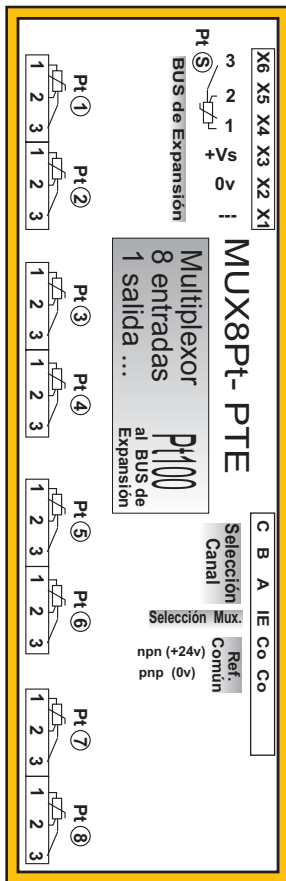 X6 X5 X4 X3 X2 X1
C B A IE Co Co
Pt S
3 2 1 +Vs 0v ---
BUS de Expansión
MUX8Pt- PTE
Selección
Canal
Selección Mux.
Ref.
Común
npn (+24v)
pnp (0v)
Multiplexor
8 entradas Pt100
1 salida ... al BUS de
Expansión
Pt 1 Pt 2 Pt 3 Pt 4 Pt 5 Pt 6 Pt 7 Pt 8
1 2 3 1 2 3 1 2 3 1 2 3 1 2 3 1 2 3 1 2 3 1 2 3